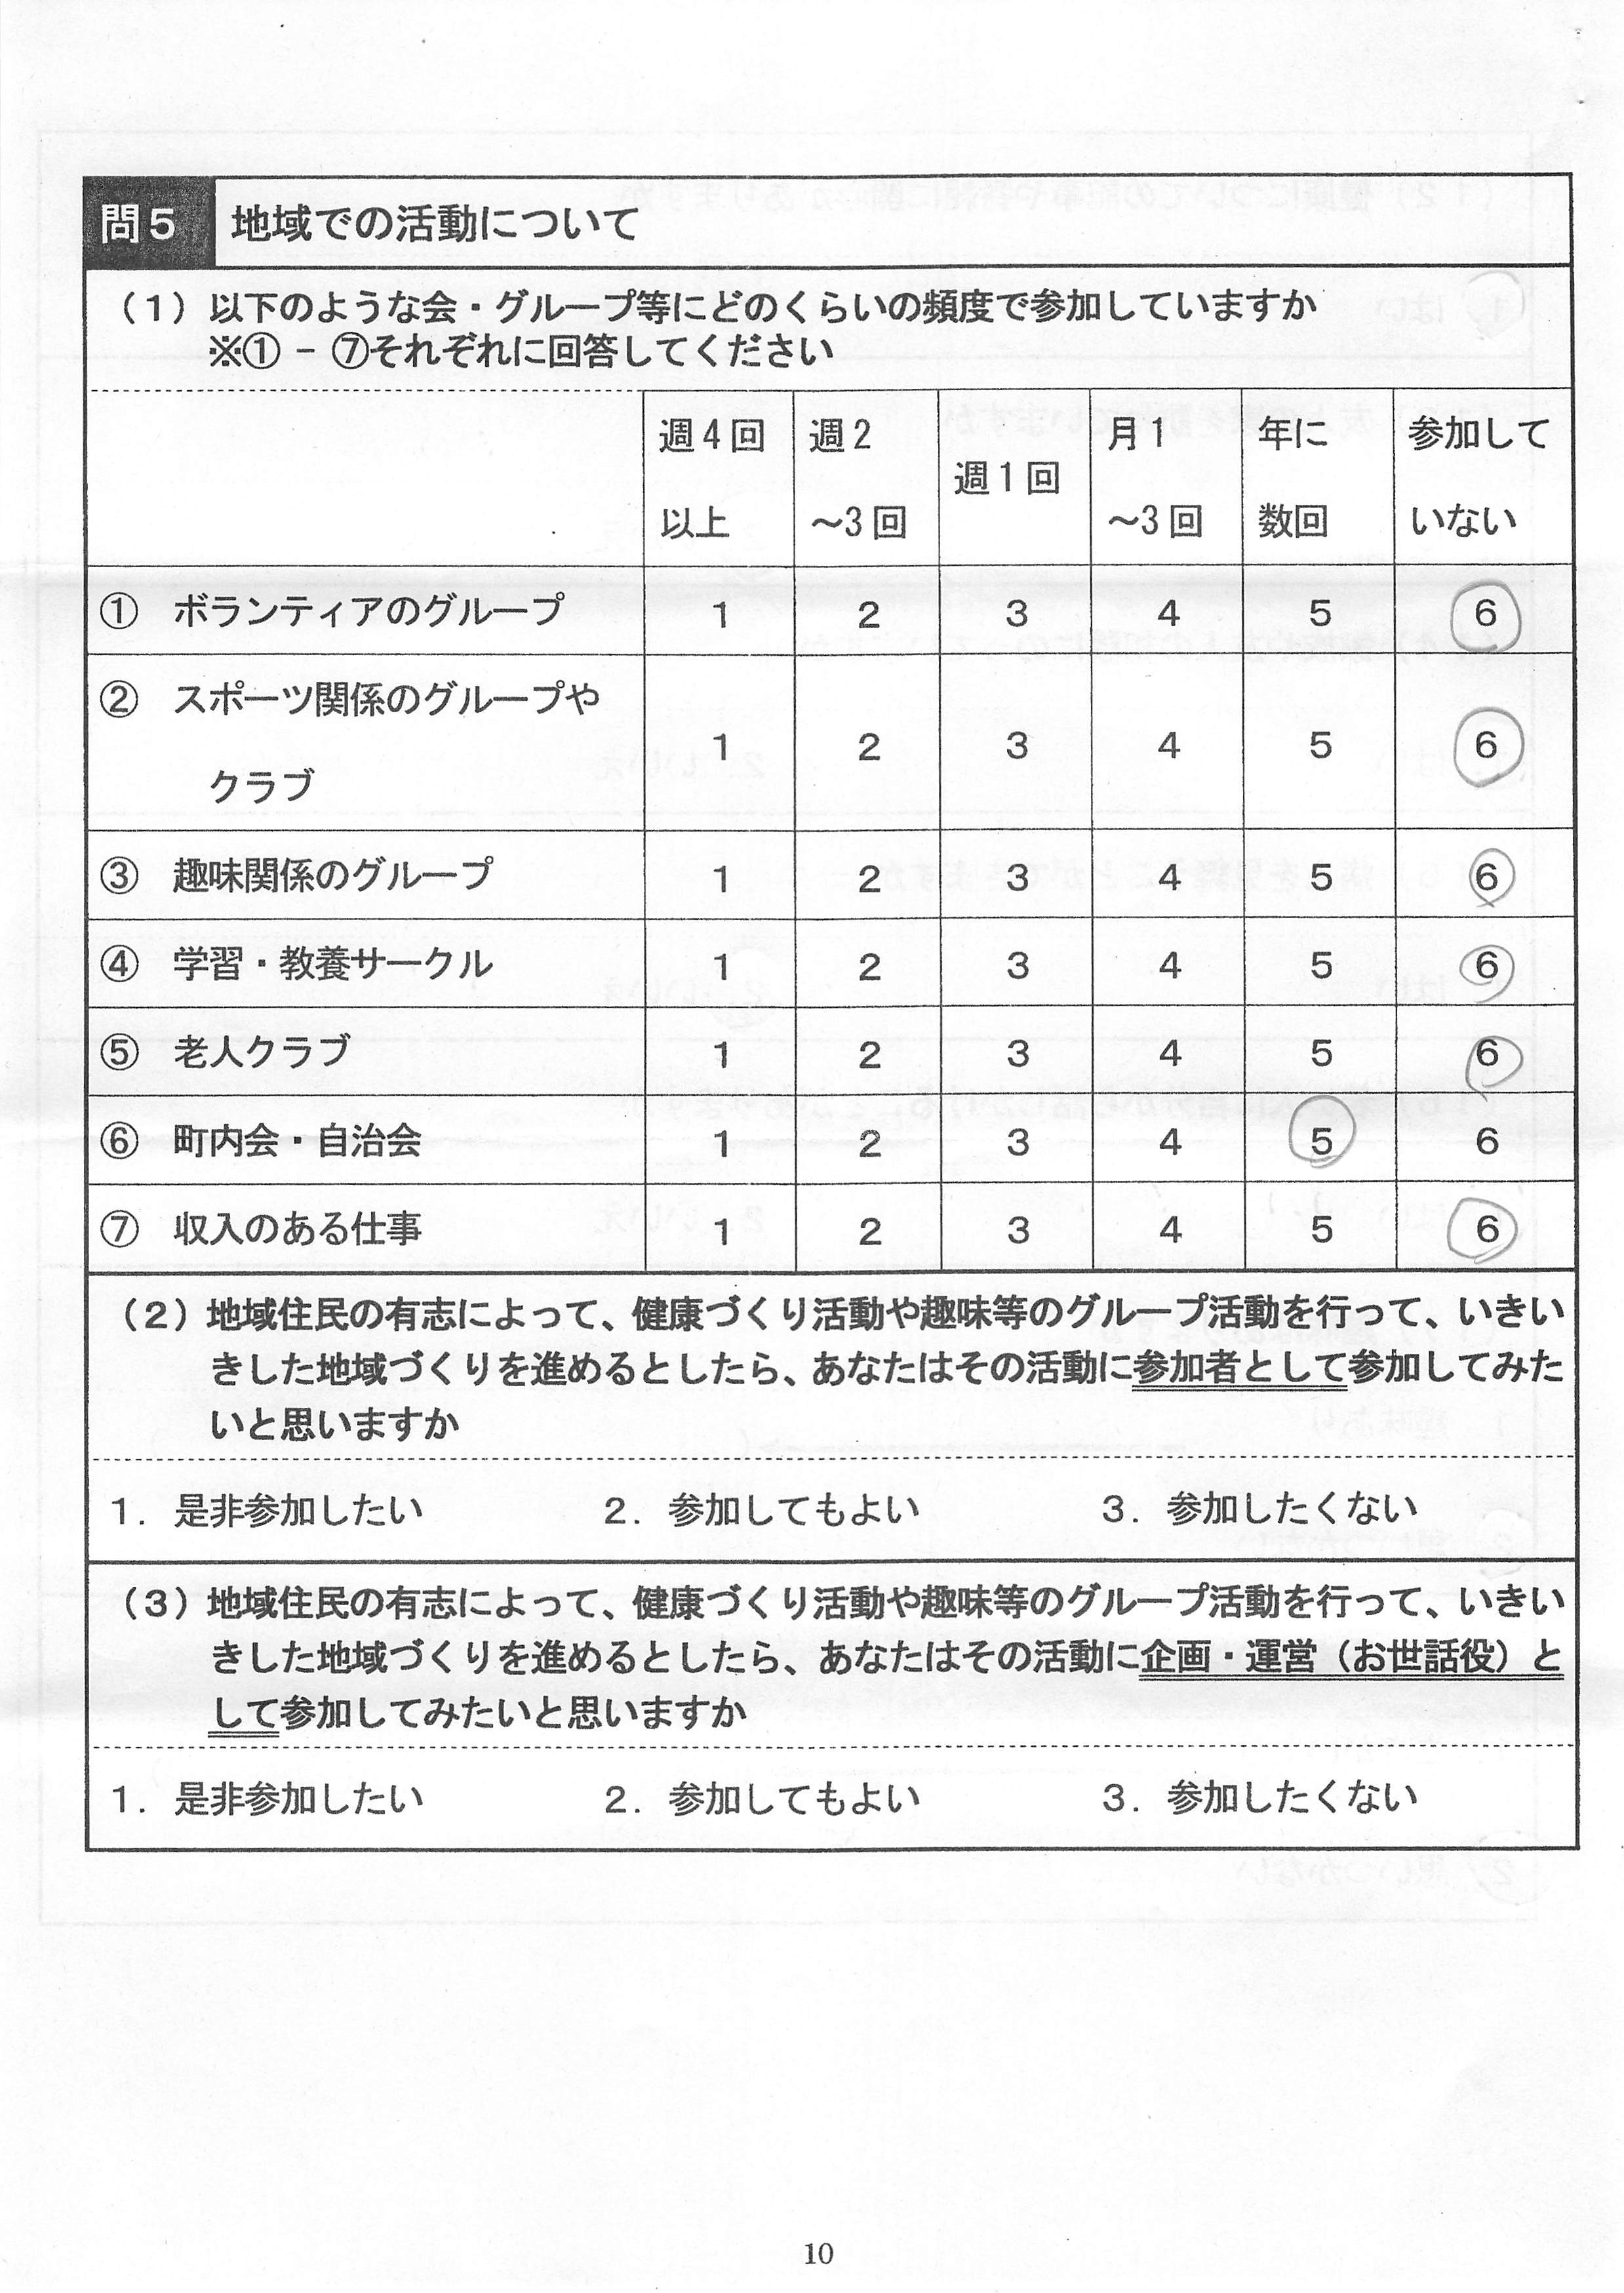 問5 地域での活動について
（1）以下のような会・グループ等にどのくらいの頻度で参加していますか
※① － ⑦それぞれに回答してください
週4回以上 週2～3回 週1回 月1～3回 年に数回 参加していない
① ボランティアのグループ 1 2 3 4 5 6
② スポーツ関係のグループや
クラブ 1 2 3 4 5 6
③ 趣味関係のグループ 1 2 3 4 5 6
④ 学習・教養サークル 1 2 3 4 5 6
⑤ 老人クラブ 1 2 3 4 5 6
⑥ 町内会・自治会 1 2 3 4 5 6
⑦ 収入のある仕事 1 2 3 4 5 6
（2）地域住民の有志によって、健康づくり活動や趣味等のグループ活動を行って、いきい
きした地域づくりを進めるとしたら、あなたはその活動に参加者として参加してみた
いと思いますか
1．是非参加したい 2．参加してもよい 3．参加したくない
（3）地域住民の有志によって、健康づくり活動や趣味等のグループ活動を行って、いきい
きした地域づくりを進めるとしたら、あなたはその活動に企画・運営（お世話役）と
して参加してみたいと思いますか
1．是非参加したい 2．参加してもよい 3．参加したくない
10